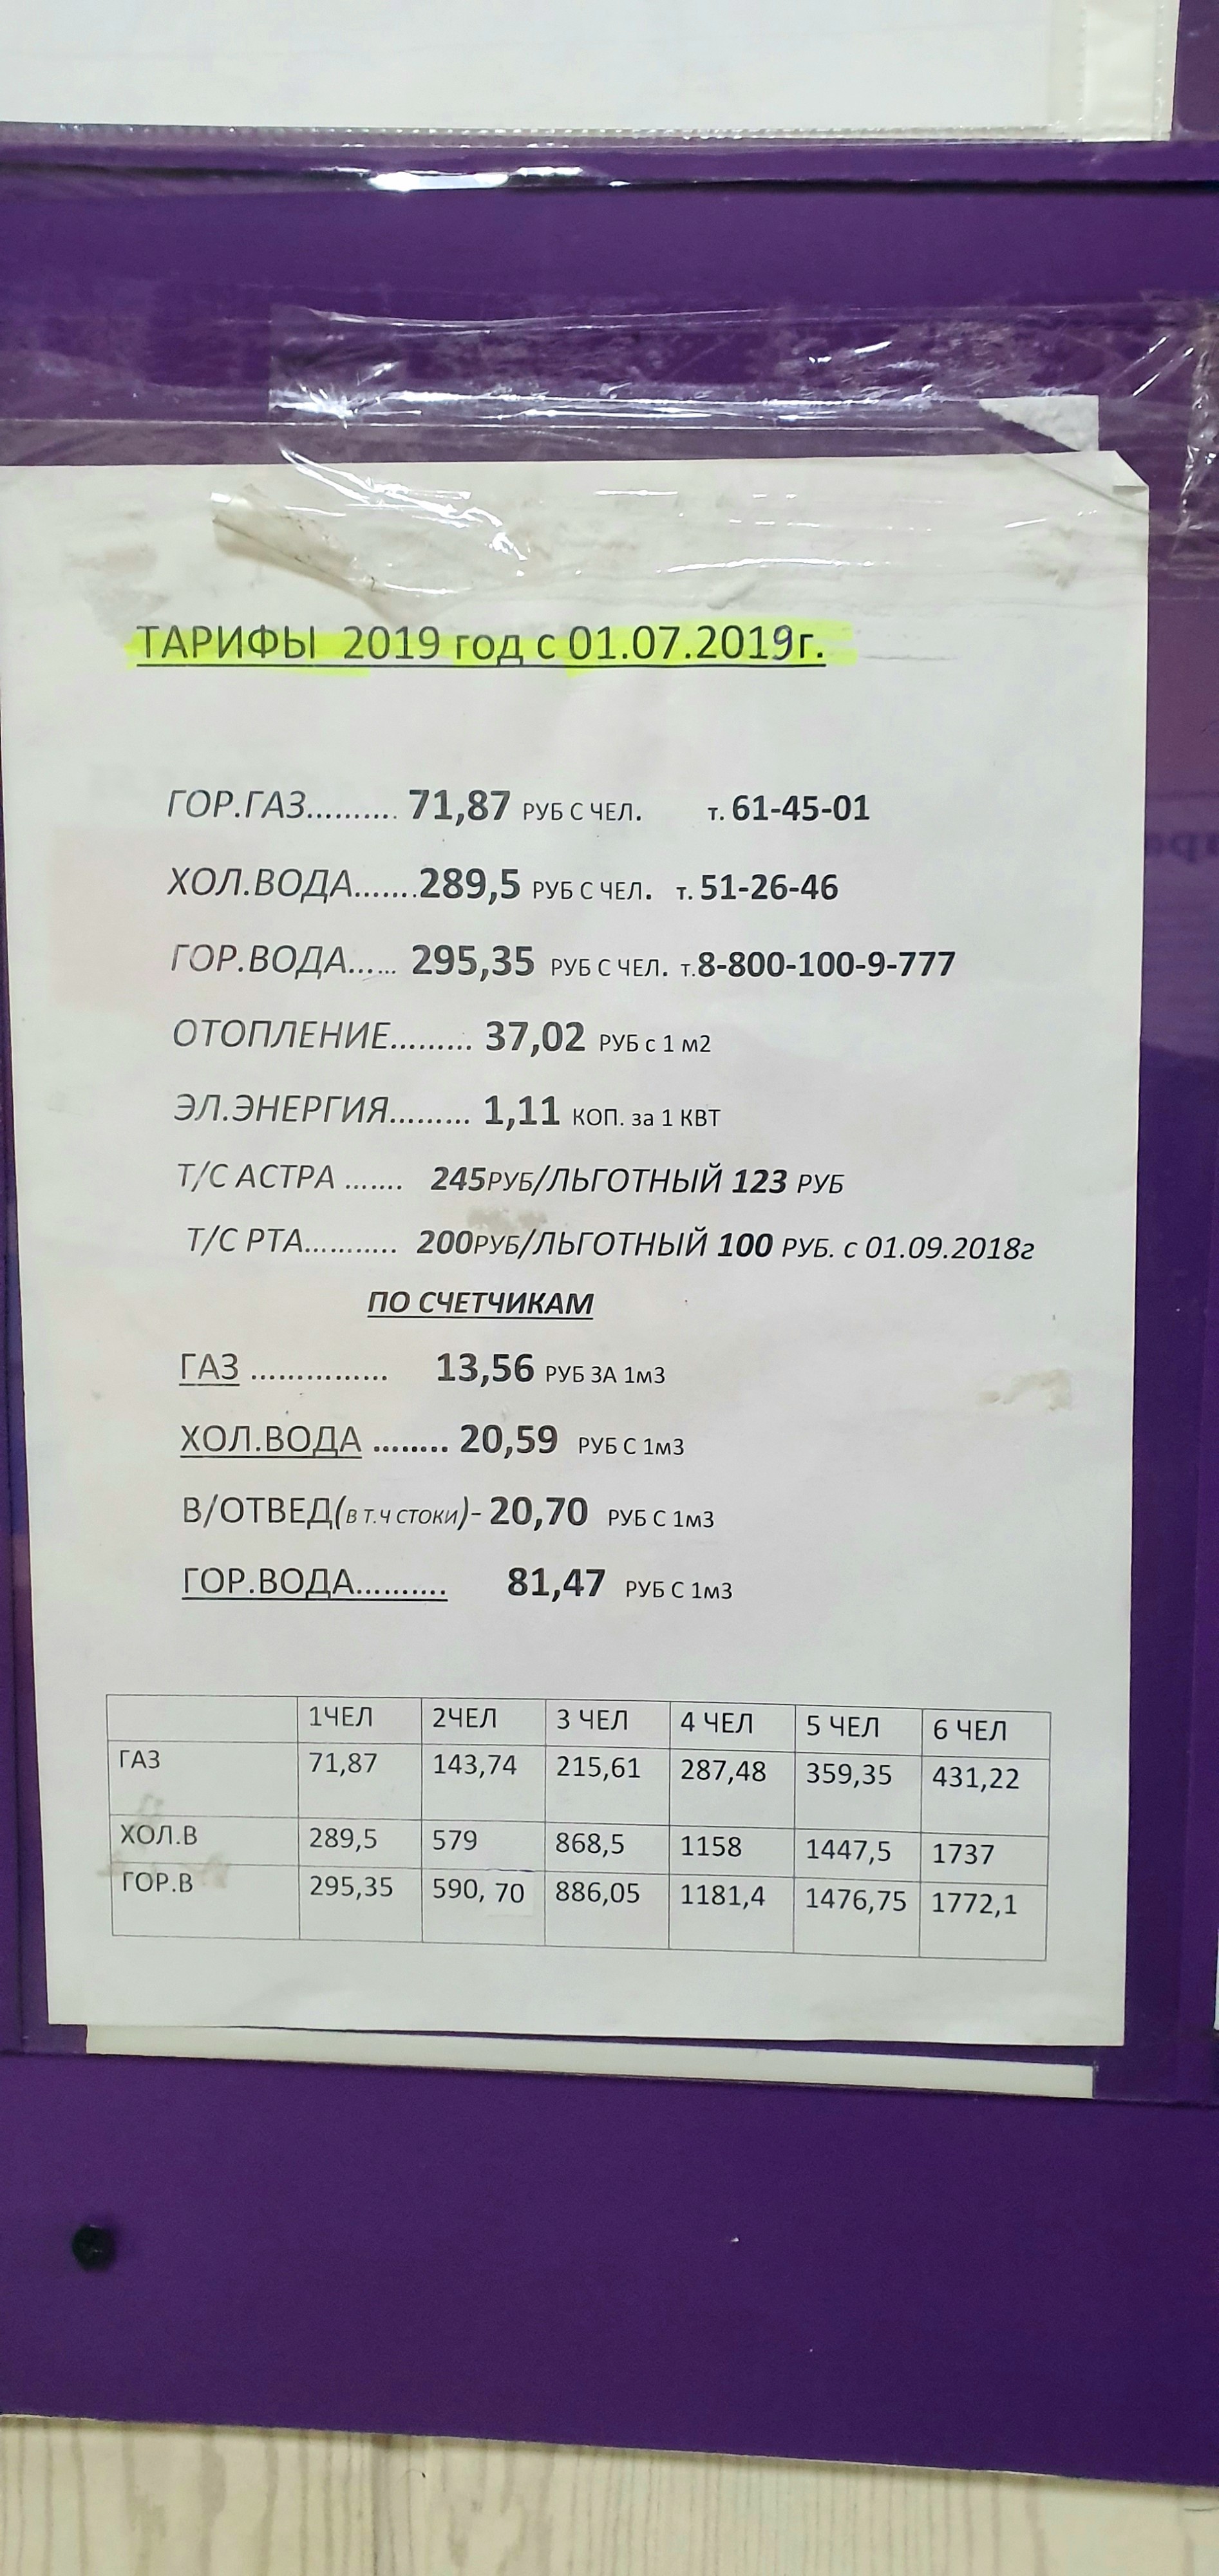 ТАРИФЫ 2019 год с 01.07.2019г.
ГОР.ГАЗ.......... 71,87 РУБ С ЧЕЛ. т. 61-45-01
ХОЛ.ВОДА.......289,5 РУБ С ЧЕЛ. т. 51-26-46
ГОР.ВОДА...... 295,35 РУБ С ЧЕЛ. т.8-800-100-9-777
ОТОПЛЕНИЕ......... 37,02 РУБ с 1 м2
ЭЛ.ЭНЕРГИЯ......... 1,11 КОП. за 1 КВТ
Т/С АСТРА ....... 245РУБ/ЛЬГОТНЫЙ 123 РУБ
Т/С РТА........... 200РУБ/ЛЬГОТНЫЙ 100 РУБ. с 01.09.2018г
ПО СЧЕТЧИКАМ
ГАЗ ............... 13,56 РУБ ЗА 1м3
ХОЛ.ВОДА ........ 20,59 РУБ С 1м3
В/ОТВЕД(В Т.Ч СТОКИ)- 20,70 РУБ С 1м3
ГОР.ВОДА.......... 81,47 РУБ С 1м3
1ЧЕЛ 2ЧЕЛ 3 ЧЕЛ 4 ЧЕЛ 5 ЧЕЛ 6 ЧЕЛ
ГАЗ 71,87 143,74 215,61 287,48 359,35 431,22
ХОЛ.В 289,5 579 868,5 1158 1447,5 1737
ГОР.В 295,35 590, 70 886,05 1181,4 1476,75 1772,1